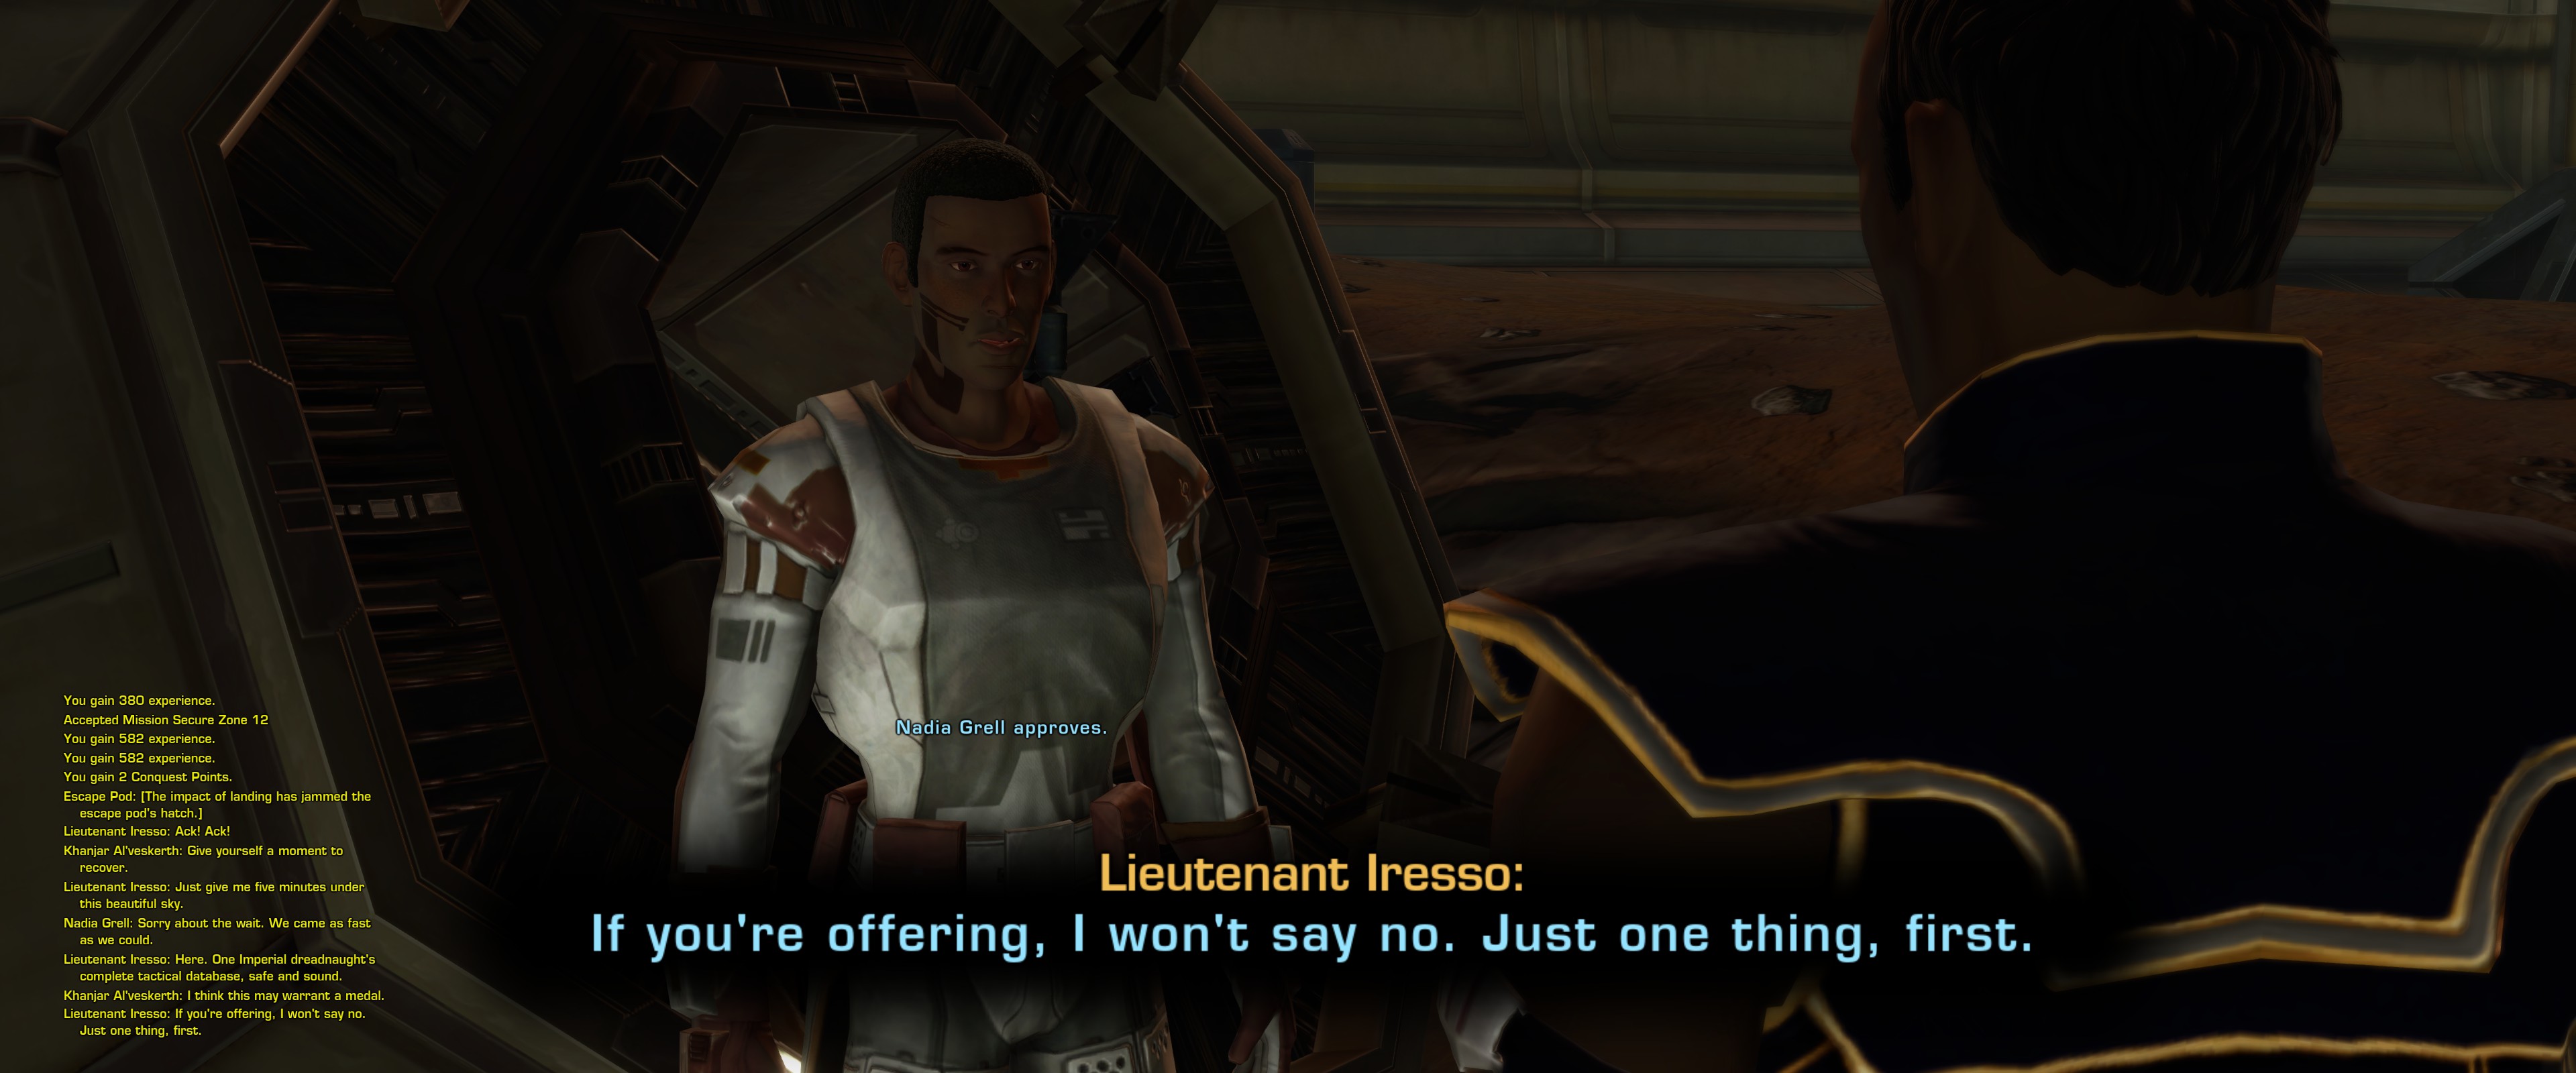 You gain 380 experience.
Accepted Mission Secure Zone 12
You gain 582 experience.
You gain 582 experience.
You gain 2 Conquest Points.
Escape Pod: [The impact of landing has jammed the
escape pod's hatch.]
Lieutenant Iresso: Ack! Ack!
Khanjar Al'veskerth: Give yourself a moment to
recover.
Lieutenant Iresso: Just give me five minutes under
this beautiful sky.
Nadia Grell: Sorry about the wait. We came as fast
as we could.
Lieutenant Iresso: Here. One Imperial dreadnaught's
complete tactical database, safe and sound.
Khanjar Al'veskerth: I think this may warrant a medal.
Lieutenant Iresso: If you're offering, I won't say no.
Just one thing, first.
Nadia Grell approves.
Lieutenant Iresso:
If you're offering, I won't say no. Just one thing, first.